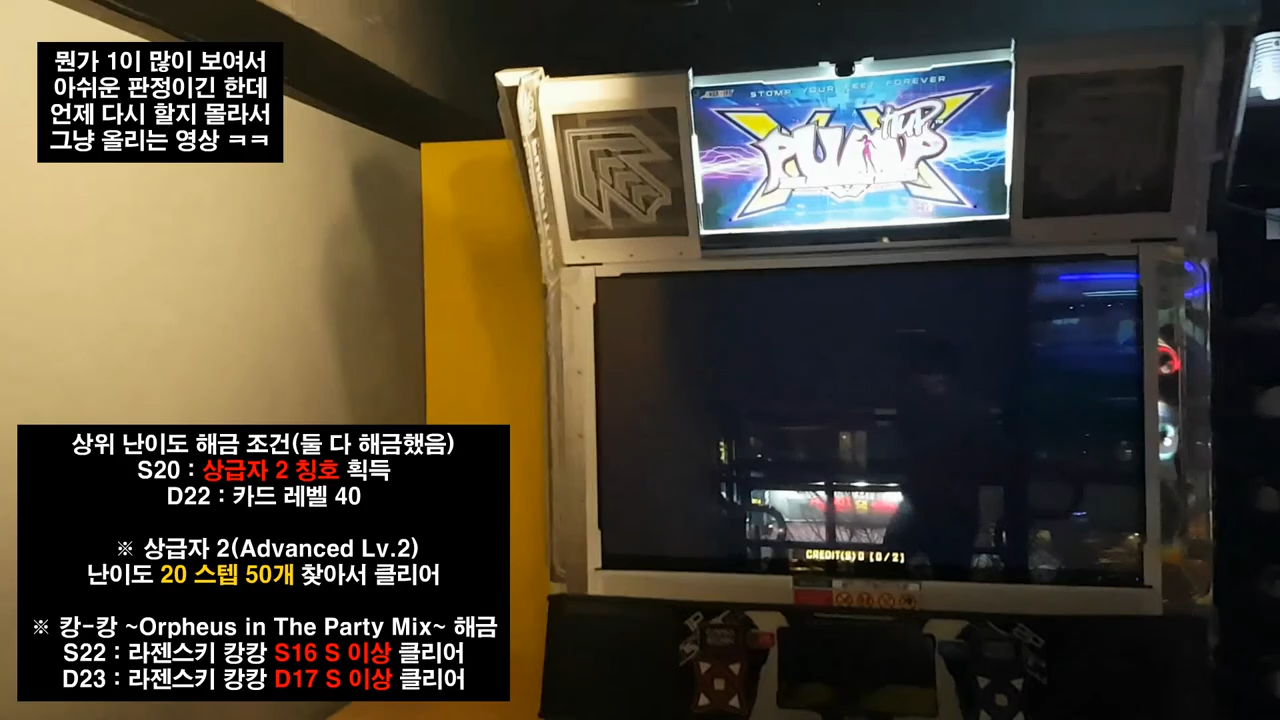 뭔가 1이 많이 보여서
아쉬운 판정이긴 한데
언제 다시 할지 몰라서
그냥 올리는 영상 ㅋㅋ
STOMP YOUR FEET FOREVER
PUMP
IT UP
CREDIT(S) 0 [0/2]
상위 난이도 해금 조건(둘 다 해금했음)
S20 : 상급자 2 칭호 획득
D22 : 카드 레벨 40
※ 상급자 2(Advanced Lv.2)
난이도 20 스텝 50개 찾아서 클리어
※ 캉-캉 ~Orpheus in The Party Mix~ 해금
S22 : 라젠스키 캉캉 S16 S 이상 클리어
D23 : 라젠스키 캉캉 D17 S 이상 클리어